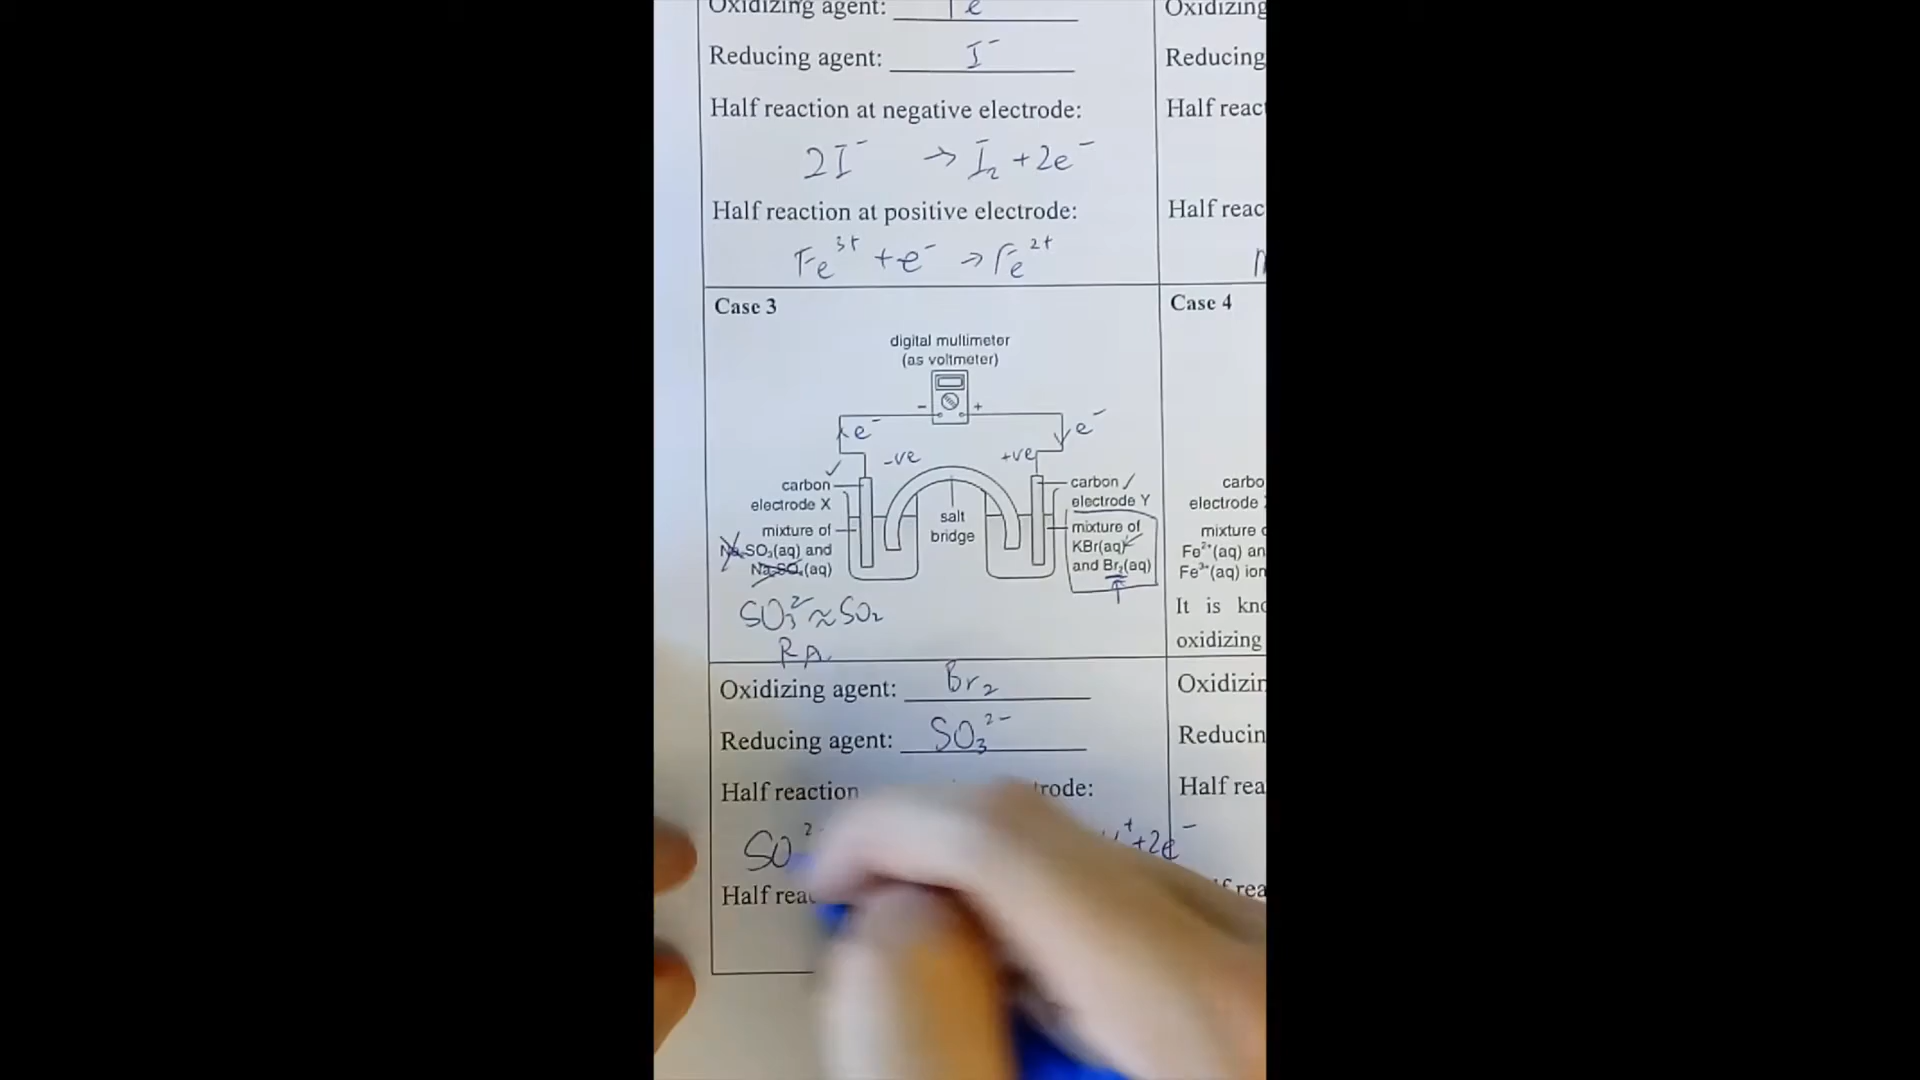 Oxidizing agent: Fe
Oxidizing
Reducing agent: I⁻
Reducing
Half reaction at negative electrode:
Half react
2I⁻ → I₂ + 2e⁻
Half reaction at positive electrode:
Half reac
Fe³⁺ + e⁻ → Fe²⁺
Case 3
Case 4
digital multimeter
(as voltmeter)
− +
e⁻ e⁻
-ve +ve
carbon
electrode X
mixture of
Na₂SO₃(aq) and
Na₂SO₄(aq)
salt
bridge
carbon
electrode Y
mixture of
KBr(aq)
and Br₂(aq)
SO₃²⁻ ≈ SO₂
RA.
carbo
electrode
mixture
Fe²⁺(aq) an
Fe³⁺(aq) ion
It is kno
oxidizing
Oxidizing agent: Br₂
Oxidizin
Reducing agent: SO₃²⁻
Reducin
Half reaction trode:
Half rea
SO ² ⁺ +2e⁻
Half reac
rea